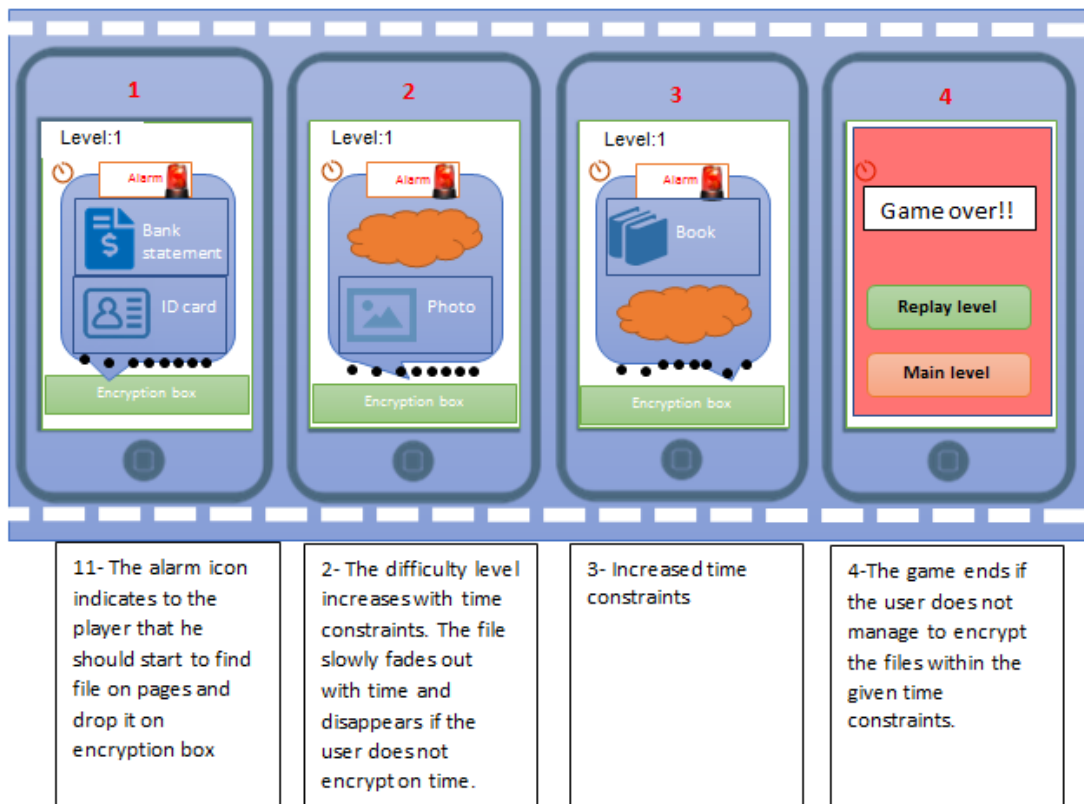 1
Level:1
Alarm
Bank
statement
ID card
Encryption box
2
Level:1
Alarm
Photo
Encryption box
3
Level:1
Alarm
Book
Encryption box
4
Game over!!
Replay level
Main level
11- The alarm icon
indicates to the
player that he
should start to find
file on pages and
drop it on
encryption box
2- The difficulty level
increases with time
constraints. The file
slowly fades out
with time and
disappears if the
user does not
encrypt on time.
3- Increased time
constraints
4-The game ends if
the user does not
manage to encrypt
the files within the
given time
constraints.